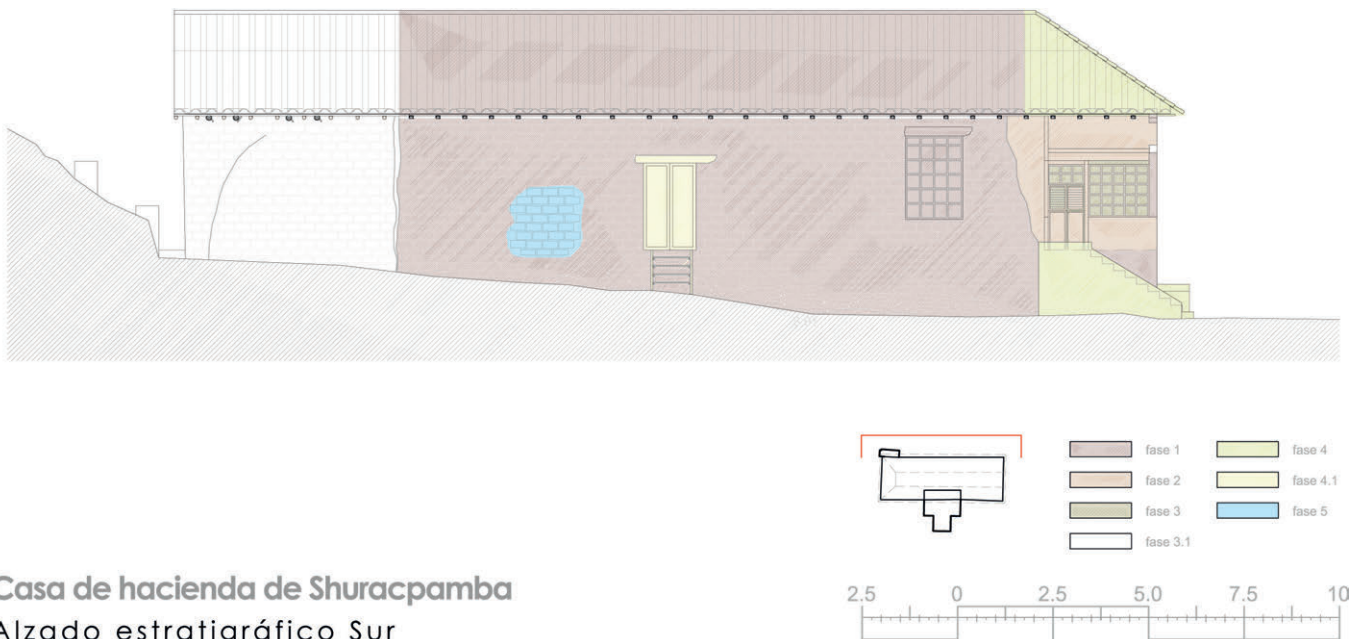 fase 1
fase 4
fase 2
fase 4.1
fase 3
fase 5
fase 3.1
Casa de hacienda de Shuracpamba
Alzado estratigráfico Sur
2.5 0 2.5 5.0 7.5 10